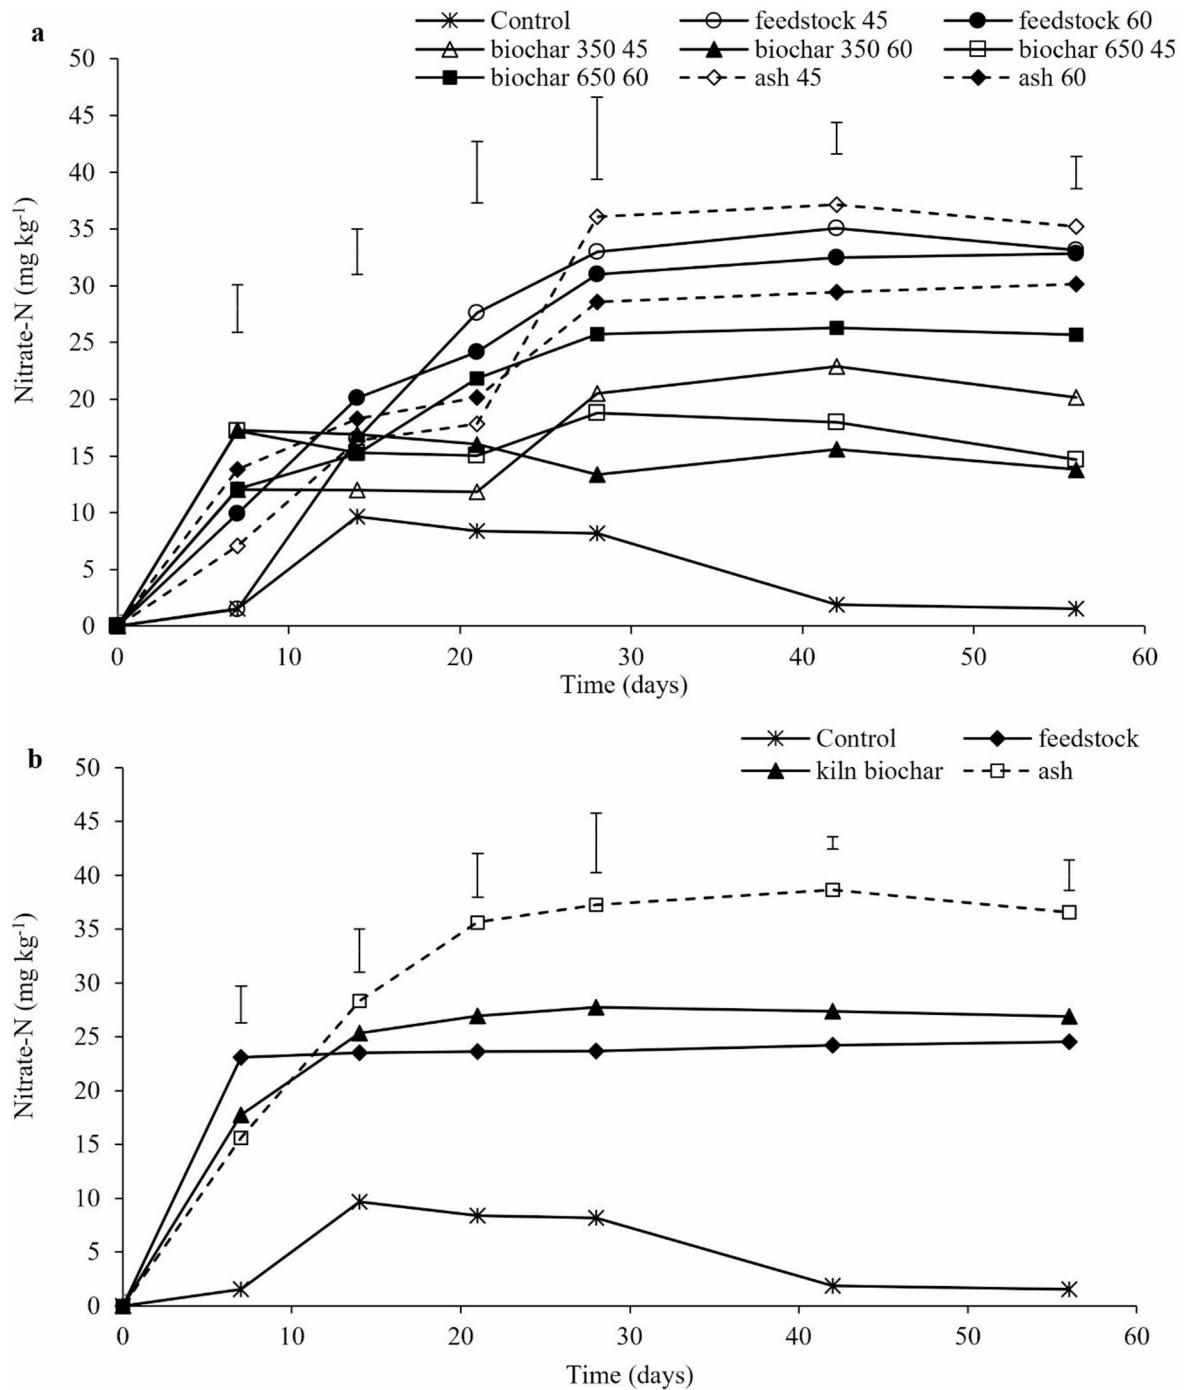 a
Control feedstock 45 feedstock 60
biochar 350 45 biochar 350 60 biochar 650 45
biochar 650 60 ash 45 ash 60
50
45
40
35
30
25
20
15
10
5
0
Nitrate-N (mg kg-1)
0 10 20 30 40 50 60
Time (days)
b
Control feedstock
kiln biochar ash
50
45
40
35
30
25
20
15
10
5
0
Nitrate-N (mg kg-1)
0 10 20 30 40 50 60
Time (days)